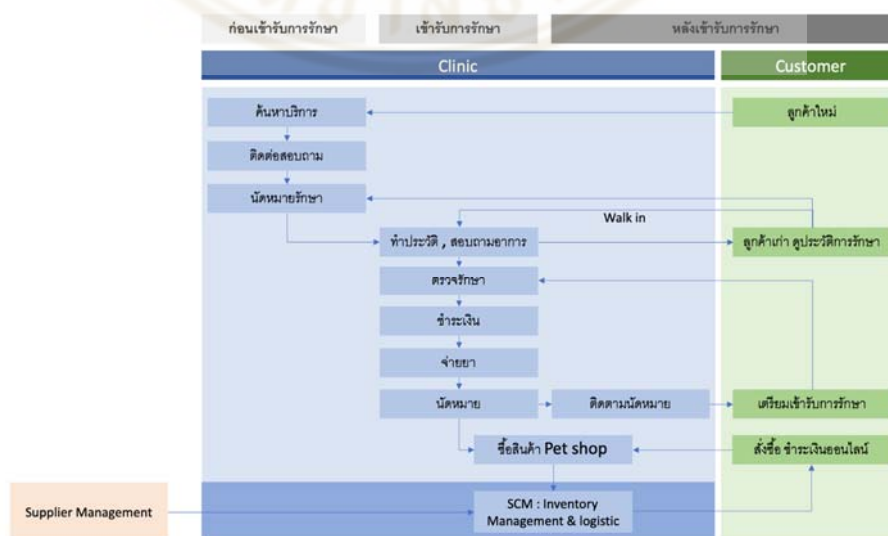 ก่อนเข้ารับการรักษา
เข้ารับการรักษา
หลังเข้ารับการรักษา
Clinic
Customer
ค้นหาบริการ
ลูกค้าใหม่
ติดต่อสอบถาม
นัดหมายรักษา
Walk in
ทำประวัติ , สอบถามอาการ
ลูกค้าเก่า ดูประวัติการรักษา
ตรวจรักษา
ชำระเงิน
จ่ายยา
นัดหมาย
ติดตามนัดหมาย
เตรียมเข้ารับการรักษา
ซื้อสินค้า Pet shop
สั่งซื้อ ชำระเงินออนไลน์
Supplier Management
SCM : Inventory
Management & logistic